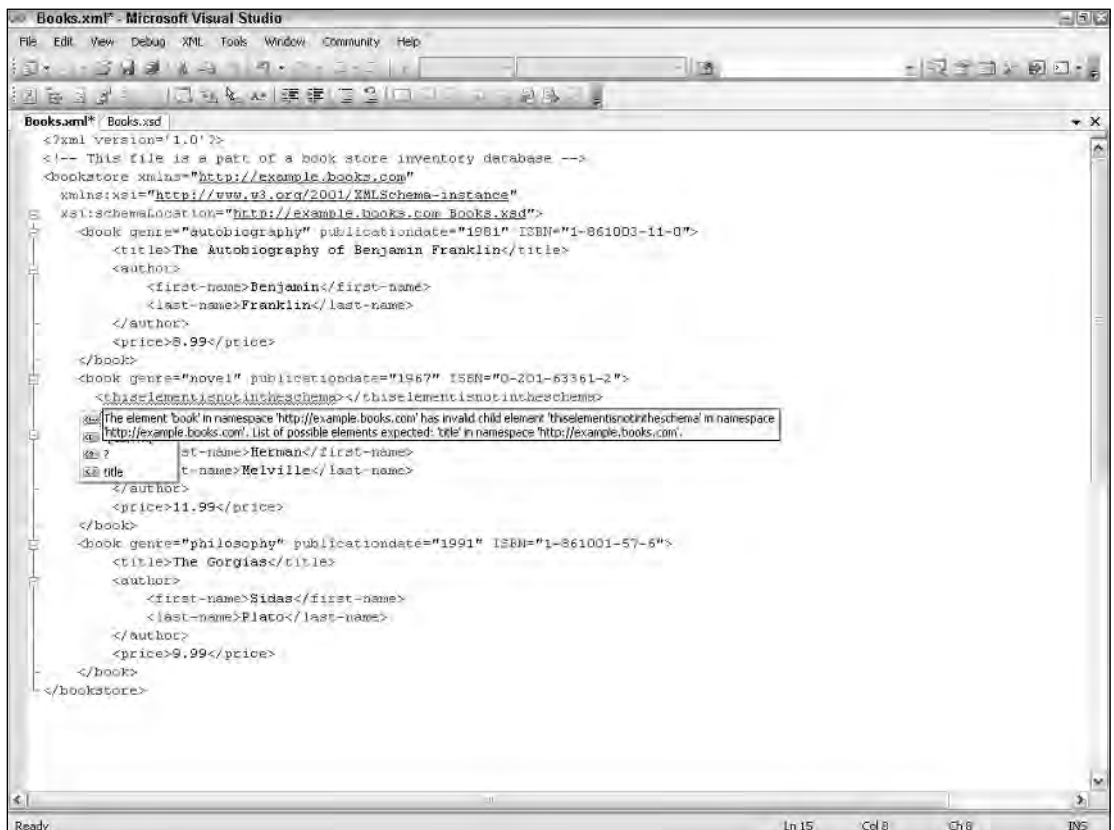 Books.xml* - Microsoft Visual Studio
File Edit View Debug XML Tools Window Community Help
Books.xml* Books.xsd
<?xml version='1.0'?>
<!-- This file is a part of a book store inventory database -->
<bookstore xmlns="http://example.books.com"
xmlns:xsi="http://www.w3.org/2001/XMLSchema-instance"
xsi:schemaLocation="http://example.books.com Books.xsd">
<book genre="autobiography" publicationdate="1981" ISBN="1-861003-11-0">
<title>The Autobiography of Benjamin Franklin</title>
<author>
<first-name>Benjamin</first-name>
<last-name>Franklin</last-name>
</author>
<price>8.99</price>
</book>
<book genre="novel" publicationdate="1967" ISBN="0-201-63361-2">
<thiselementisnotintheschema></thiselementisnotintheschema>
The element 'book' in namespace 'http://example.books.com' has invalid child element 'thiselementisnotintheschema' in namespace
'http://example.books.com'. List of possible elements expected: 'title' in namespace 'http://example.books.com'.
? st-name>Herman</first-name>
title t-name>Melville</last-name>
</author>
<price>11.99</price>
</book>
<book genre="philosophy" publicationdate="1991" ISBN="1-861001-57-6">
<title>The Gorgias</title>
<author>
<first-name>Sidas</first-name>
<last-name>Plato</last-name>
</author>
<price>9.99</price>
</book>
</bookstore>
Ready Ln 15 Col 8 Ch 8 INS